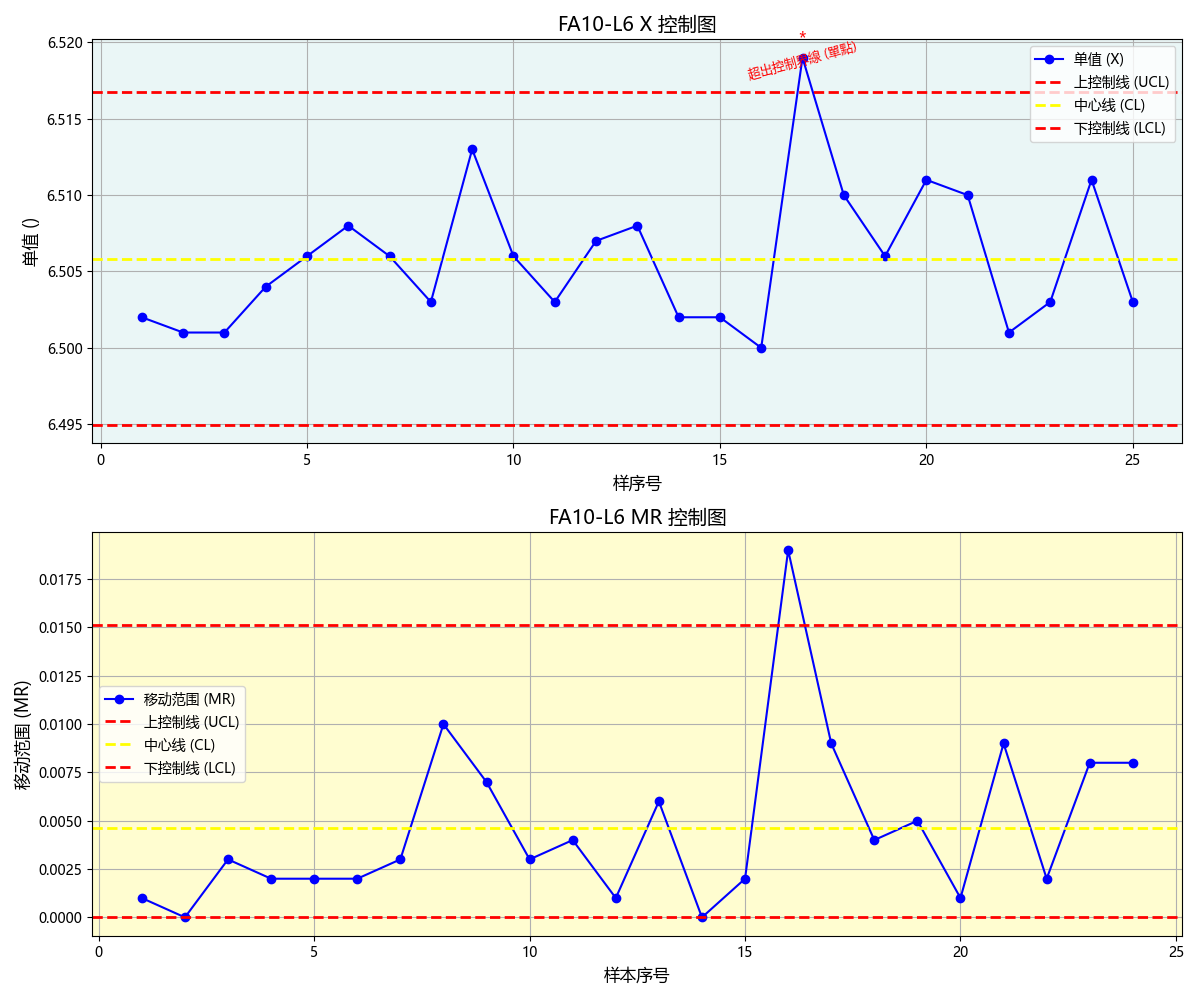 FA10-L6 X 控制图
*
超出控制界線 (單點)
单值 (X)
上控制线 (UCL)
中心线 (CL)
下控制线 (LCL)
单值 ()
6.520
6.515
6.510
6.505
6.500
6.495
0 5 10 15 20 25
样序号
FA10-L6 MR 控制图
移动范围 (MR)
上控制线 (UCL)
中心线 (CL)
下控制线 (LCL)
移动范围 (MR)
0.0175
0.0150
0.0125
0.0100
0.0075
0.0050
0.0025
0.0000
0 5 10 15 20 25
样本序号